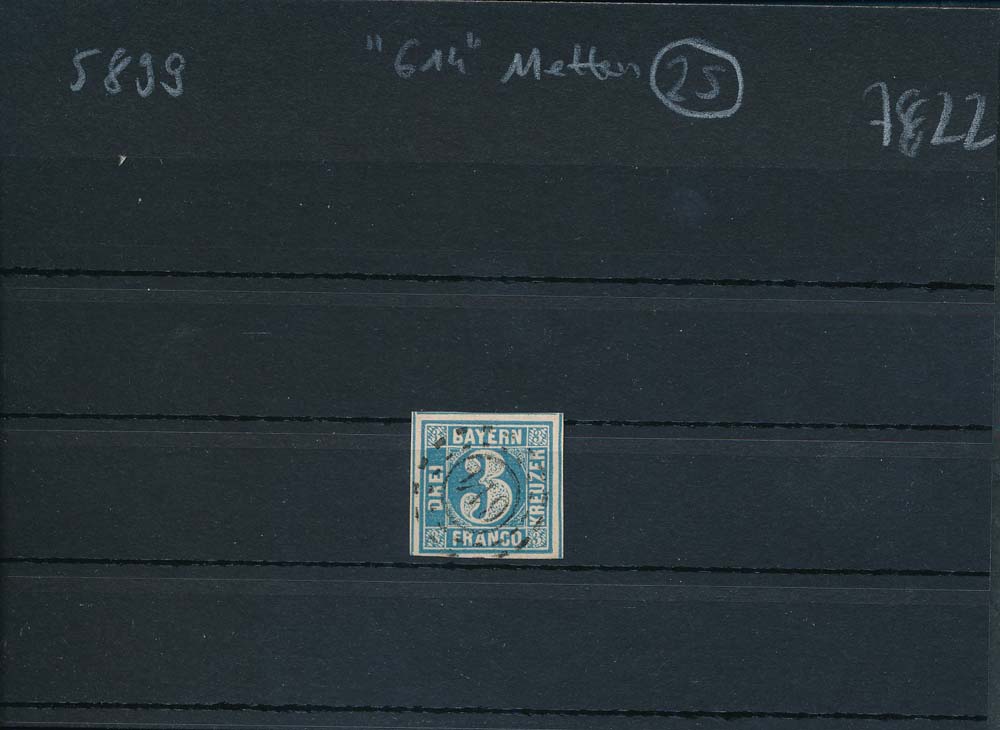 5899
"614" Metten 25
7822
BAYERN
DREI
3
KREUZER
FRANCO